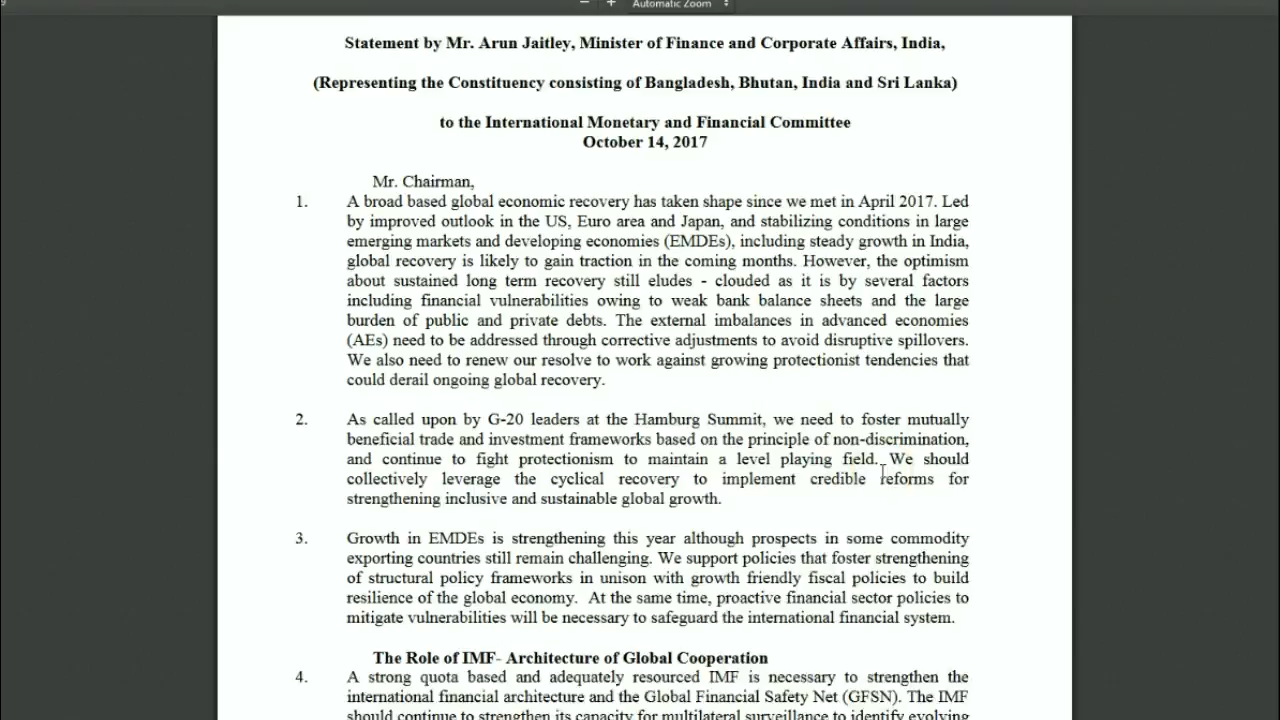 Automatic Zoom
Statement by Mr. Arun Jaitley, Minister of Finance and Corporate Affairs, India,
(Representing the Constituency consisting of Bangladesh, Bhutan, India and Sri Lanka)
to the International Monetary and Financial Committee
October 14, 2017
Mr. Chairman,
1. A broad based global economic recovery has taken shape since we met in April 2017. Led
by improved outlook in the US, Euro area and Japan, and stabilizing conditions in large
emerging markets and developing economies (EMDEs), including steady growth in India,
global recovery is likely to gain traction in the coming months. However, the optimism
about sustained long term recovery still eludes - clouded as it is by several factors
including financial vulnerabilities owing to weak bank balance sheets and the large
burden of public and private debts. The external imbalances in advanced economies
(AEs) need to be addressed through corrective adjustments to avoid disruptive spillovers.
We also need to renew our resolve to work against growing protectionist tendencies that
could derail ongoing global recovery.
2. As called upon by G-20 leaders at the Hamburg Summit, we need to foster mutually
beneficial trade and investment frameworks based on the principle of non-discrimination,
and continue to fight protectionism to maintain a level playing field. We should
collectively leverage the cyclical recovery to implement credible reforms for
strengthening inclusive and sustainable global growth.
3. Growth in EMDEs is strengthening this year although prospects in some commodity
exporting countries still remain challenging. We support policies that foster strengthening
of structural policy frameworks in unison with growth friendly fiscal policies to build
resilience of the global economy. At the same time, proactive financial sector policies to
mitigate vulnerabilities will be necessary to safeguard the international financial system.
The Role of IMF- Architecture of Global Cooperation
4. A strong quota based and adequately resourced IMF is necessary to strengthen the
international financial architecture and the Global Financial Safety Net (GFSN). The IMF
should continue to strengthen its capacity for multilateral surveillance to identify evolving